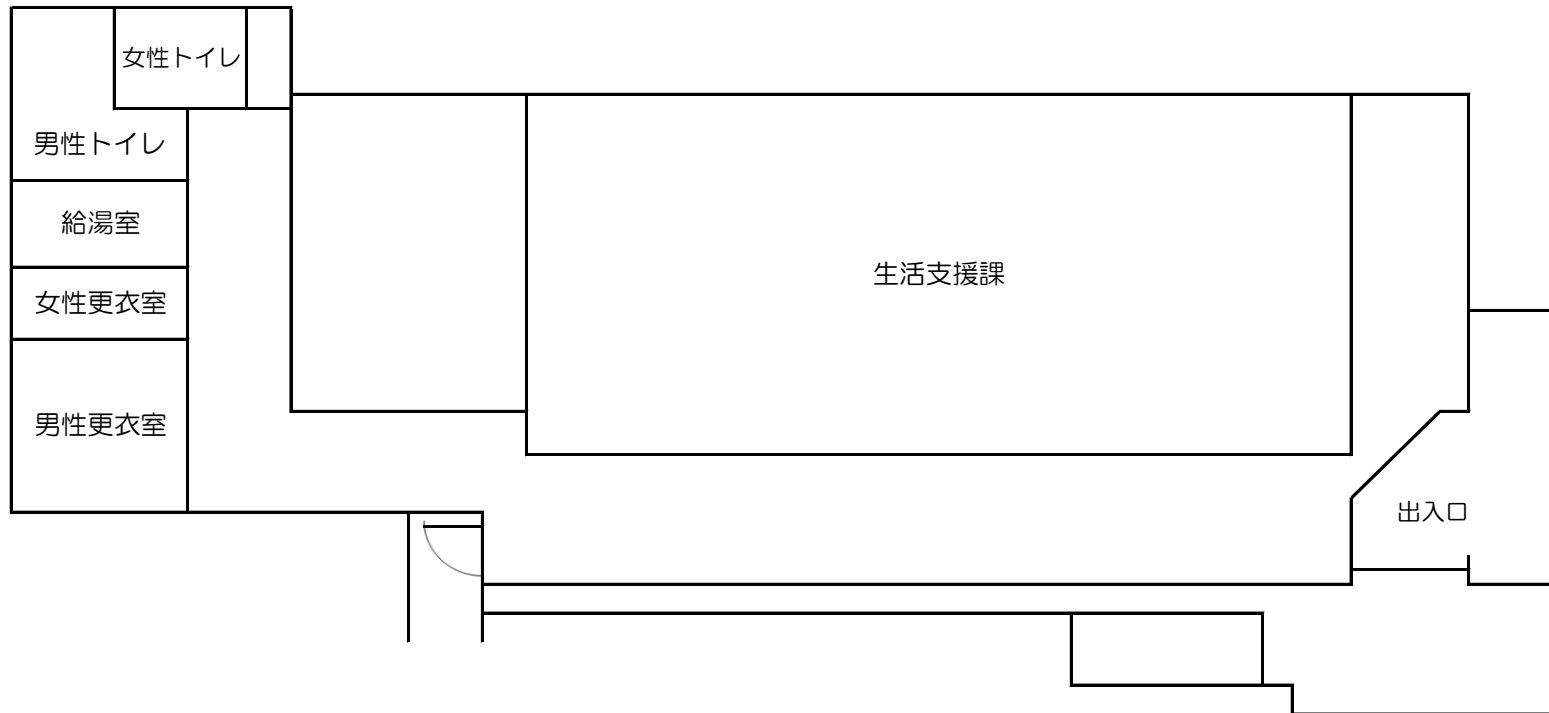 女性トイレ
男性トイレ
給湯室
女性更衣室
男性更衣室
生活支援課
出入口